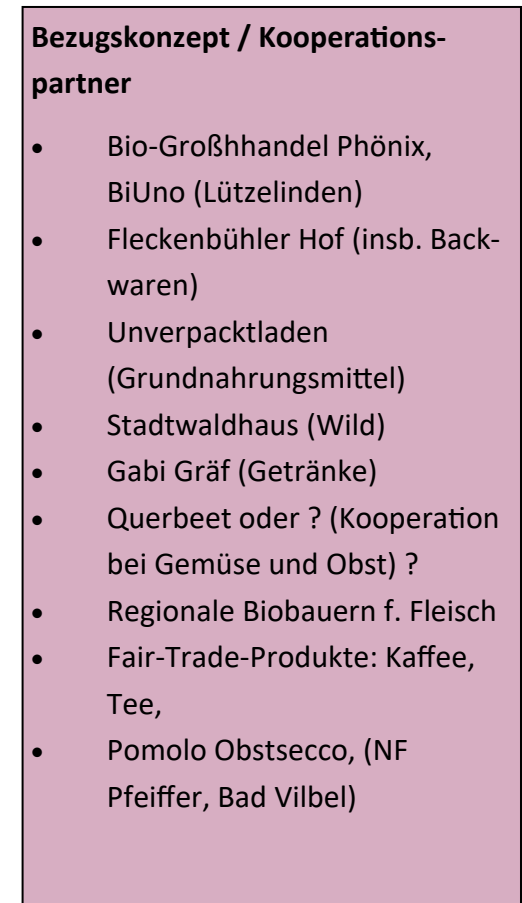 Bezugskonzept / Kooperations-
partner
• Bio-Großhhandel Phönix,
BiUno (Lützelinden)
• Fleckenbühler Hof (insb. Back-
waren)
• Unverpacktladen
(Grundnahrungsmittel)
• Stadtwaldhaus (Wild)
• Gabi Gräf (Getränke)
• Querbeet oder ? (Kooperation
bei Gemüse und Obst) ?
• Regionale Biobauern f. Fleisch
• Fair-Trade-Produkte: Kaffee,
Tee,
• Pomolo Obstsecco, (NF
Pfeiffer, Bad Vilbel)